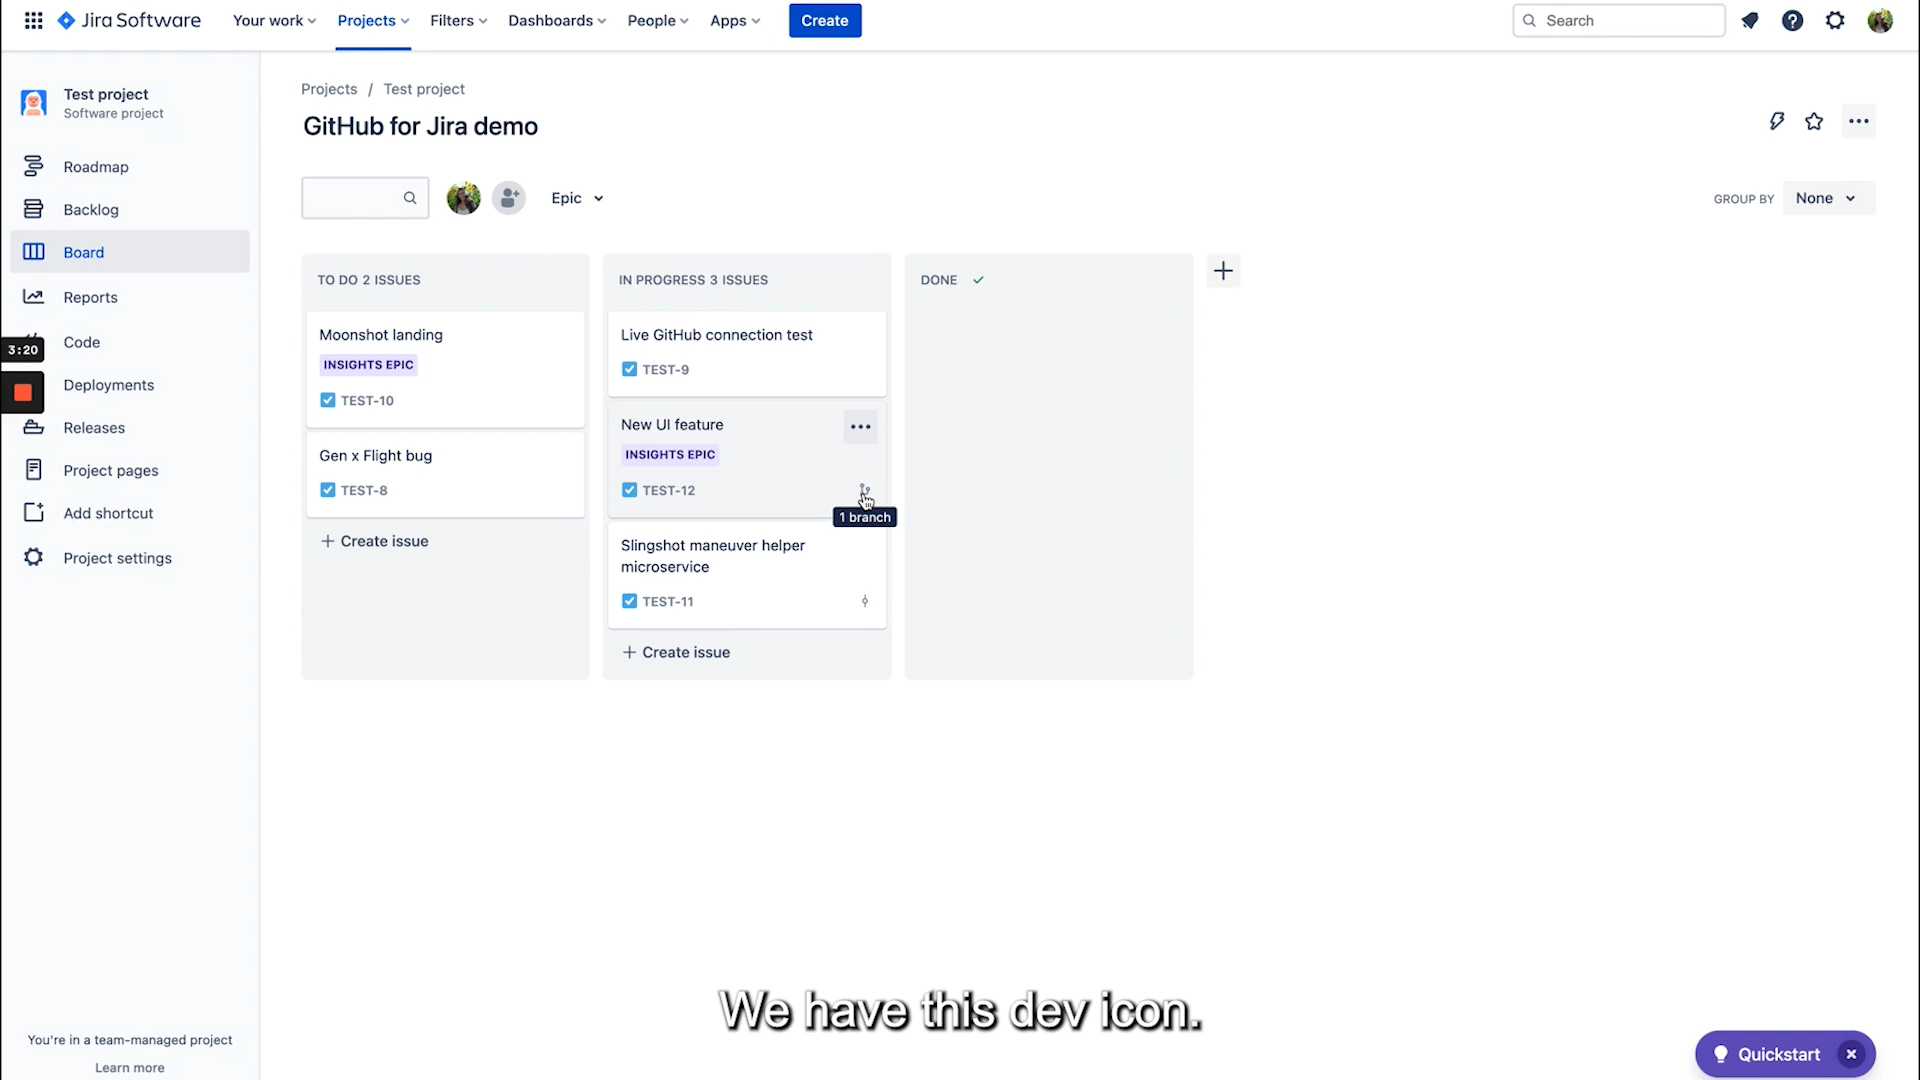 Jira Software
Your work
Projects
Filters
Dashboards
People
Apps
Create
Search
Test project
Software project
Roadmap
Backlog
Board
Reports
Code
3:20
Deployments
Releases
Project pages
Add shortcut
Project settings
Projects / Test project
GitHub for Jira demo
Epic
GROUP BY
None
TO DO 2 ISSUES
Moonshot landing
INSIGHTS EPIC
TEST-10
Gen x Flight bug
TEST-8
+ Create issue
IN PROGRESS 3 ISSUES
Live GitHub connection test
TEST-9
New UI feature
INSIGHTS EPIC
TEST-12
1 branch
Slingshot maneuver helper
microservice
TEST-11
+ Create issue
DONE
We have this dev icon.
You're in a team-managed project
Learn more
Quickstart